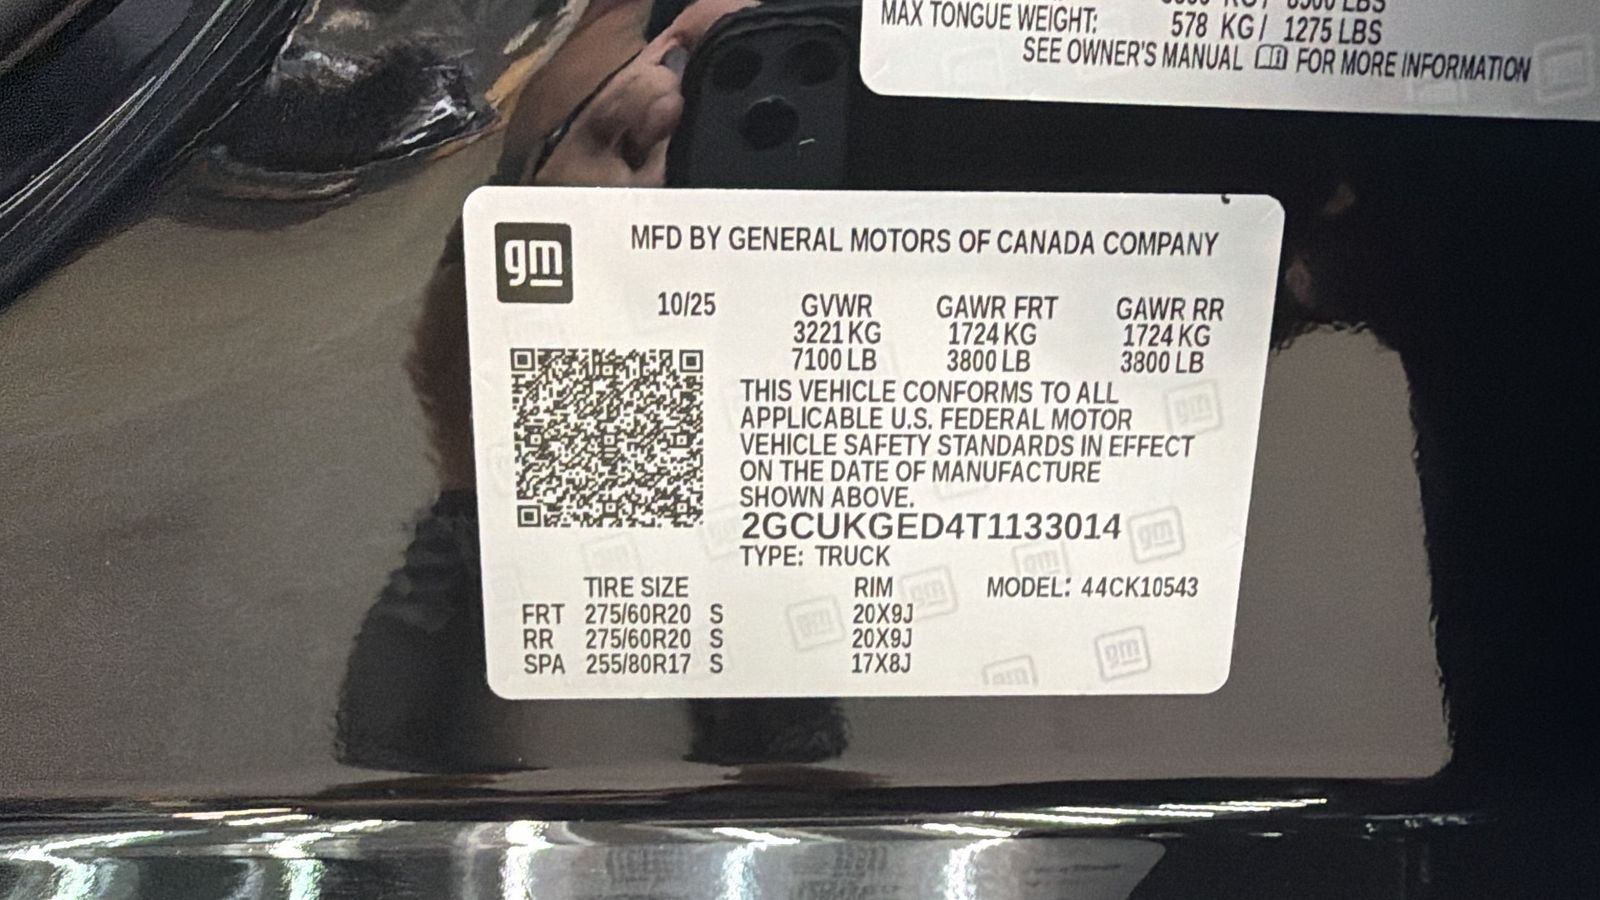 MAX TONGUE WEIGHT: 578 KG/ 1275 LBS
SEE OWNER'S MANUAL FOR MORE INFORMATION
gm
MFD BY GENERAL MOTORS OF CANADA COMPANY
10/25 GVWR GAWR FRT GAWR RR
3221 KG 1724 KG 1724 KG
7100 LB 3800 LB 3800 LB
THIS VEHICLE CONFORMS TO ALL
APPLICABLE U.S. FEDERAL MOTOR
VEHICLE SAFETY STANDARDS IN EFFECT
ON THE DATE OF MANUFACTURE
SHOWN ABOVE.
2GCUKGED4T1133014
TYPE: TRUCK
TIRE SIZE RIM MODEL: 44CK10543
FRT 275/60R20 S 20X9J
RR 275/60R20 S 20X9J
SPA 255/80R17 S 17X8J